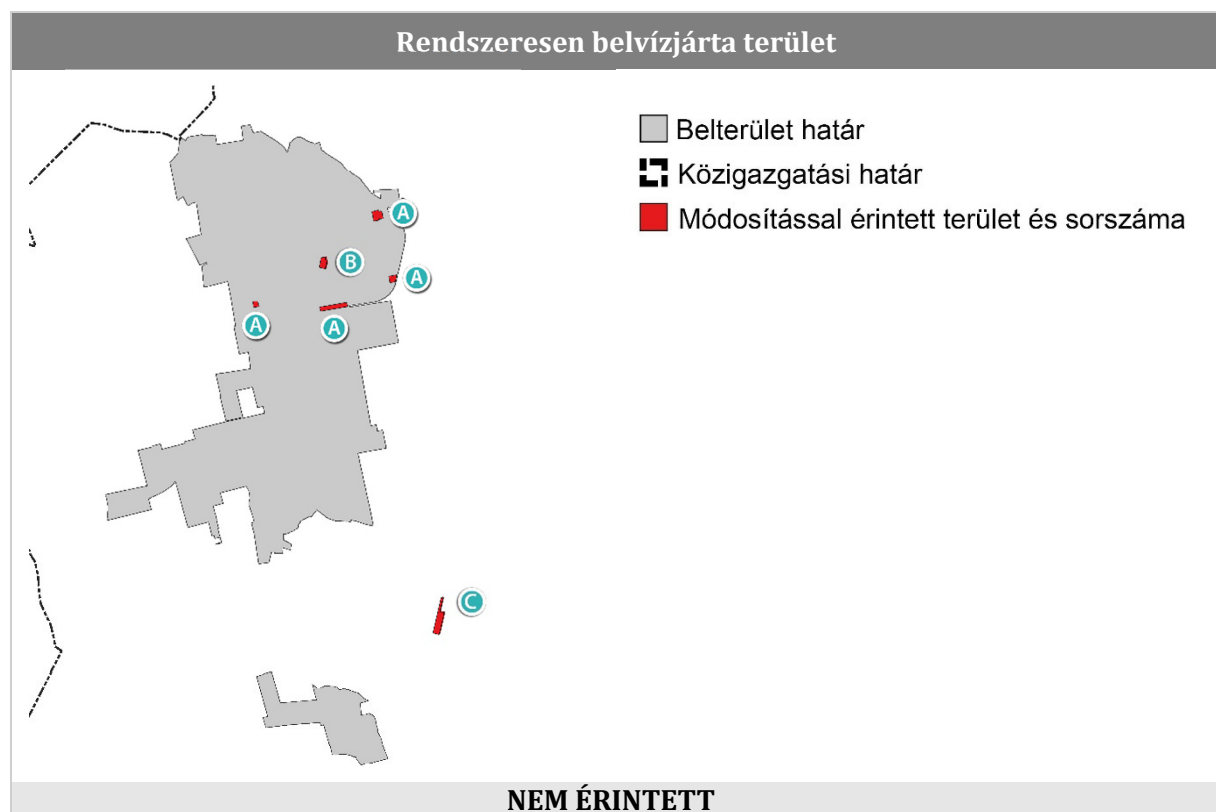 Rendszeresen belvízjárta terület
Belterület határ
Közigazgatási határ
Módosítással érintett terület és sorszáma
A
B
A
A
A
C
NEM ÉRINTETT